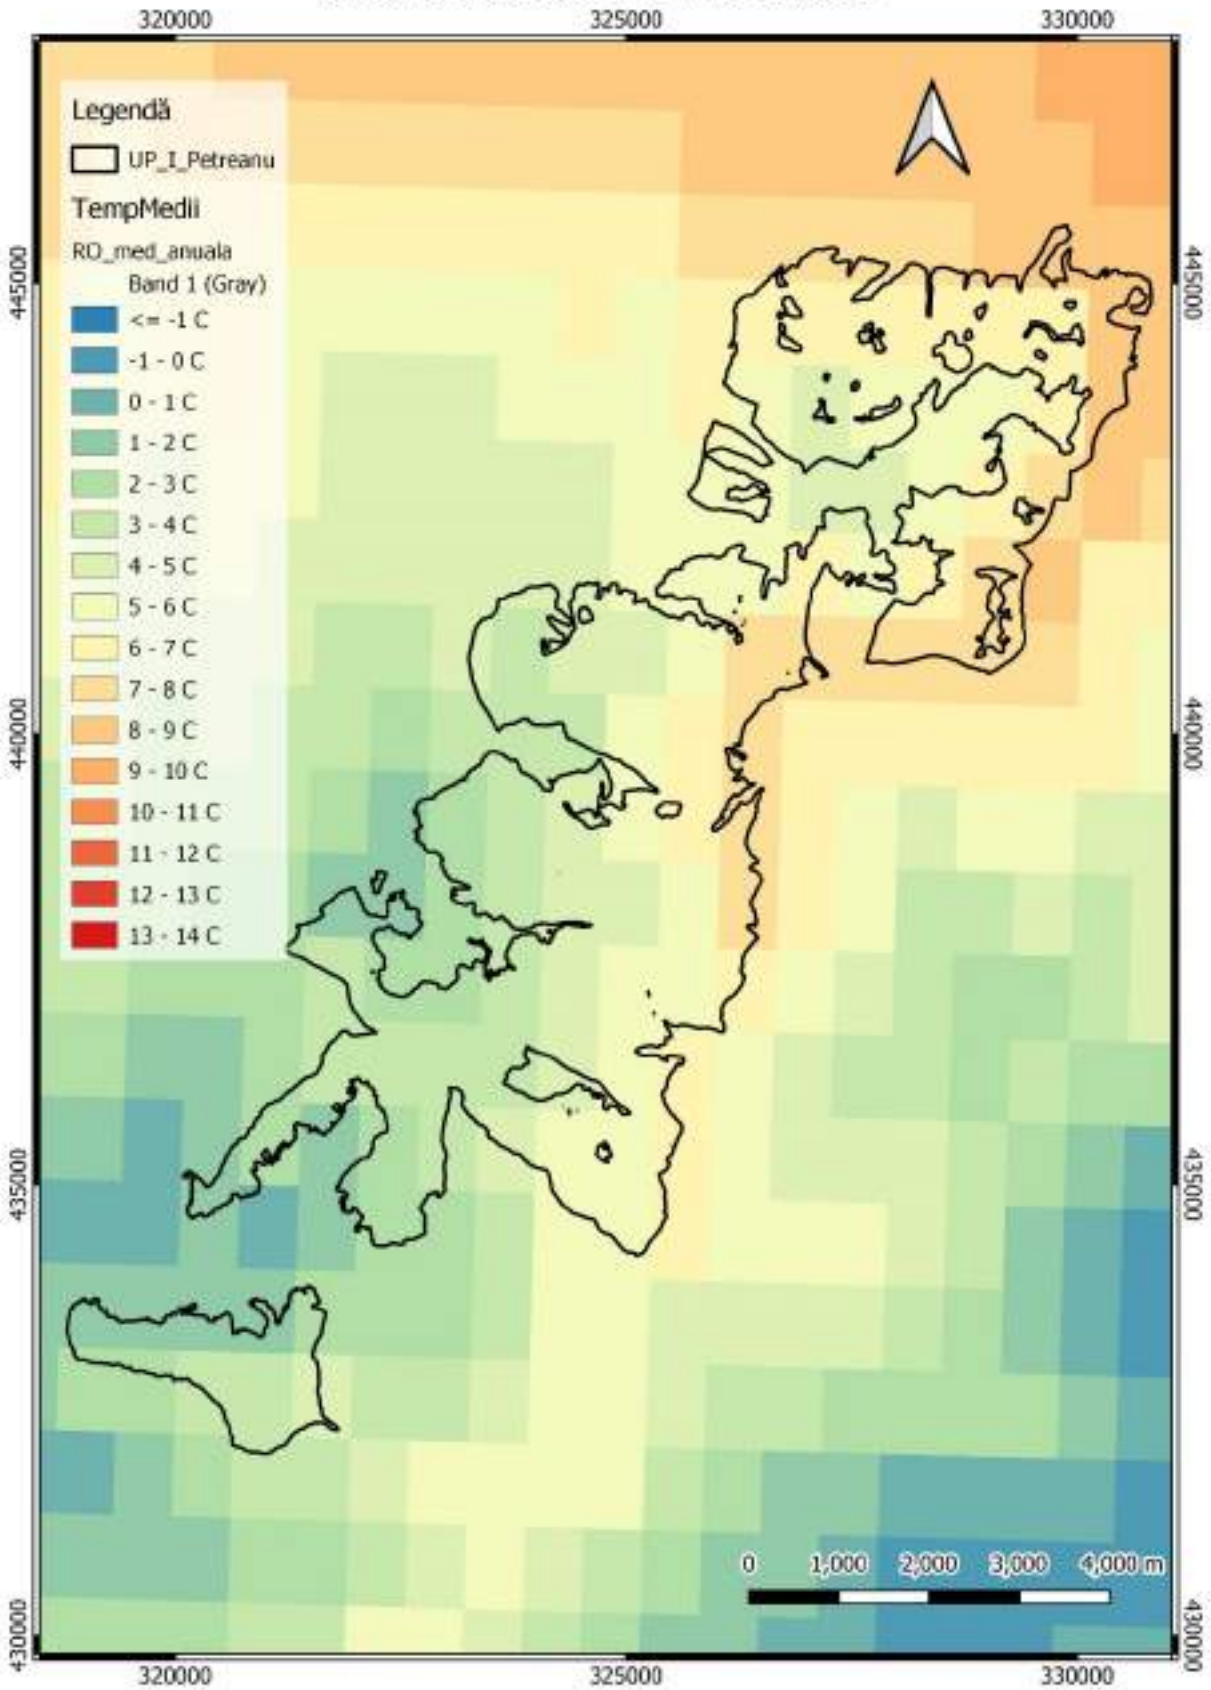 320000 325000 330000
Legendă
UP_I_Petreanu
TempMedii
RO_med_anuala
Band 1 (Gray)
<= -1 C
-1 - 0 C
0 - 1 C
1 - 2 C
2 - 3 C
3 - 4 C
4 - 5 C
5 - 6 C
6 - 7 C
7 - 8 C
8 - 9 C
9 - 10 C
10 - 11 C
11 - 12 C
12 - 13 C
13 - 14 C
445000
440000
435000
430000
445000
440000
435000
430000
0 1,000 2,000 3,000 4,000 m
320000 325000 330000